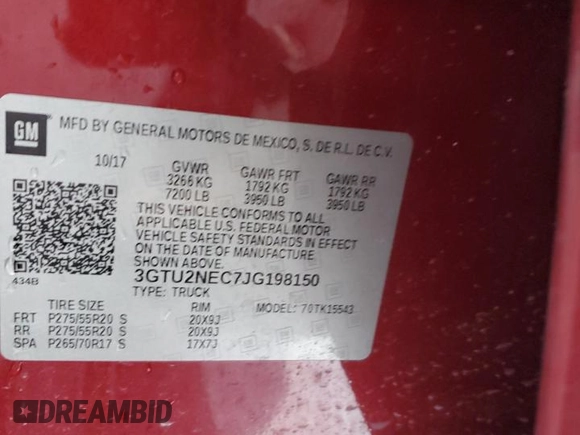 GM
MFD BY GENERAL MOTORS DE MEXICO, S. DE R.L. DE C.V.
10/17 GVWR GAWR FRT GAWR RR
3266 KG 1792 KG 1792 KG
7200 LB 3950 LB 3950 LB
THIS VEHICLE CONFORMS TO ALL
APPLICABLE U.S. FEDERAL MOTOR
VEHICLE SAFETY STANDARDS IN EFFECT
ON THE DATE OF MANUFACTURE
SHOWN ABOVE.
434B
3GTU2NEC7JG198150
TYPE: TRUCK MODEL: 70TK15543
TIRE SIZE RIM
FRT P275/55R20 S 20X9J
RR P275/55R20 S 20X9J
SPA P265/70R17 S 17X7J
DREAMBID